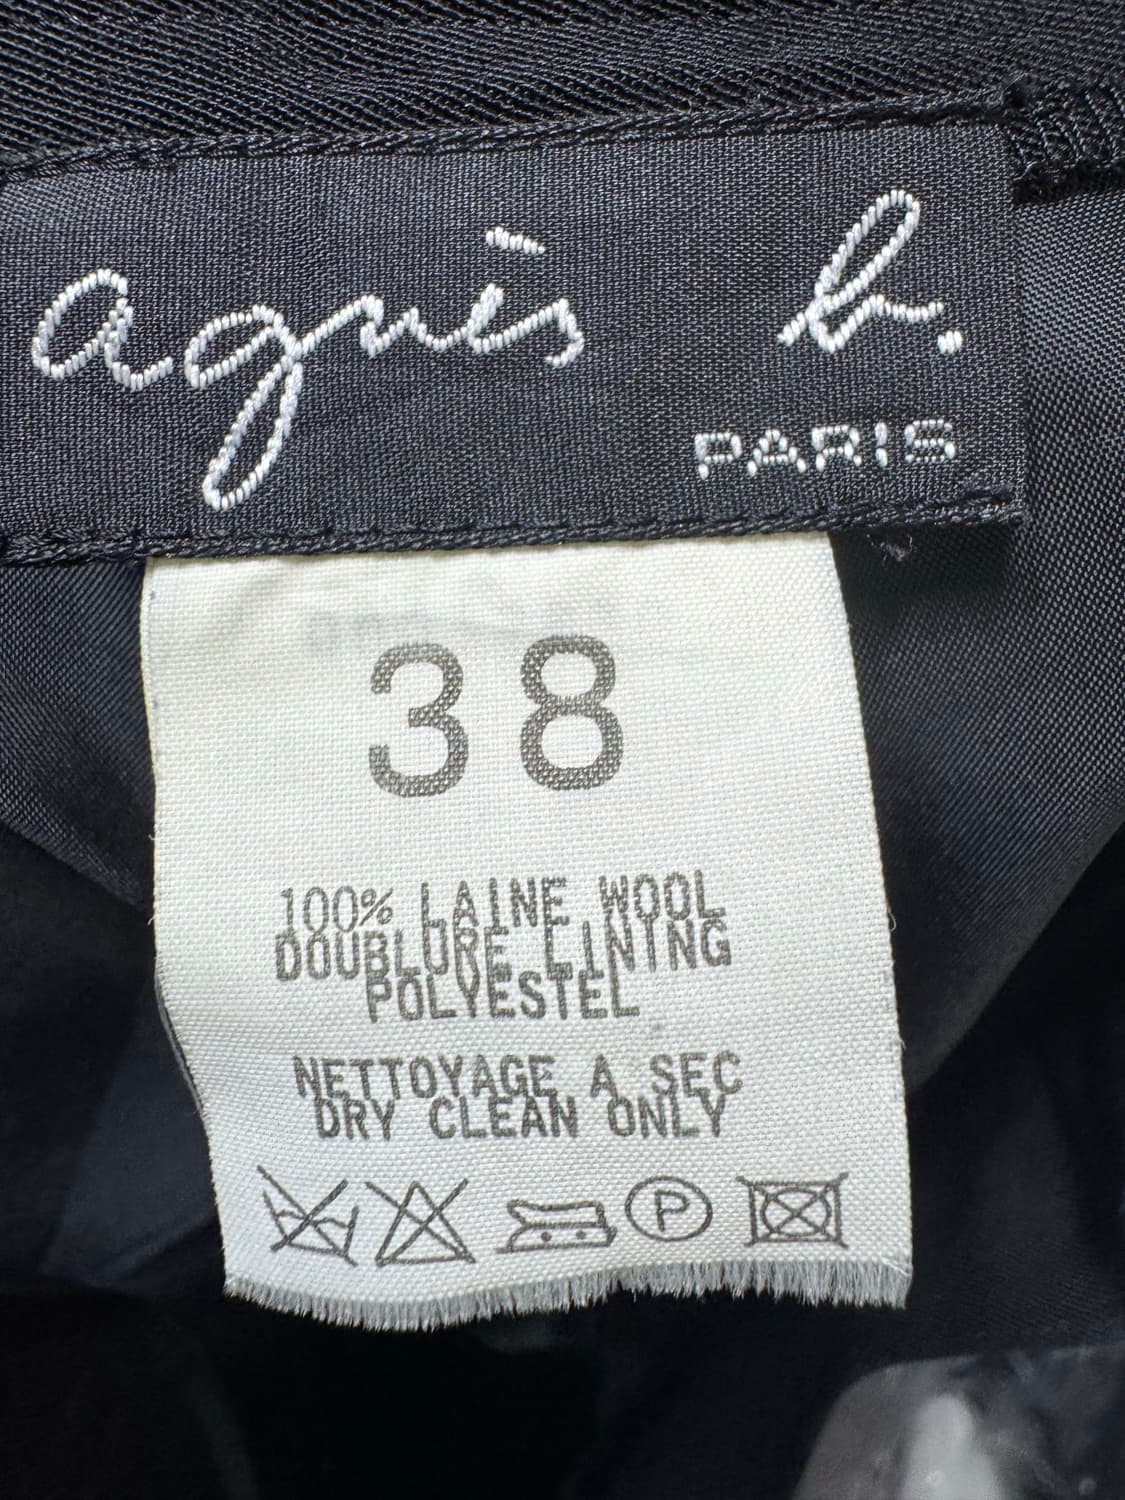 agnès b.
PARIS
38
100% LAINE WOOL
DOUBLURE LINING
POLYESTEL
NETTOYAGE A SEC
DRY CLEAN ONLY
P